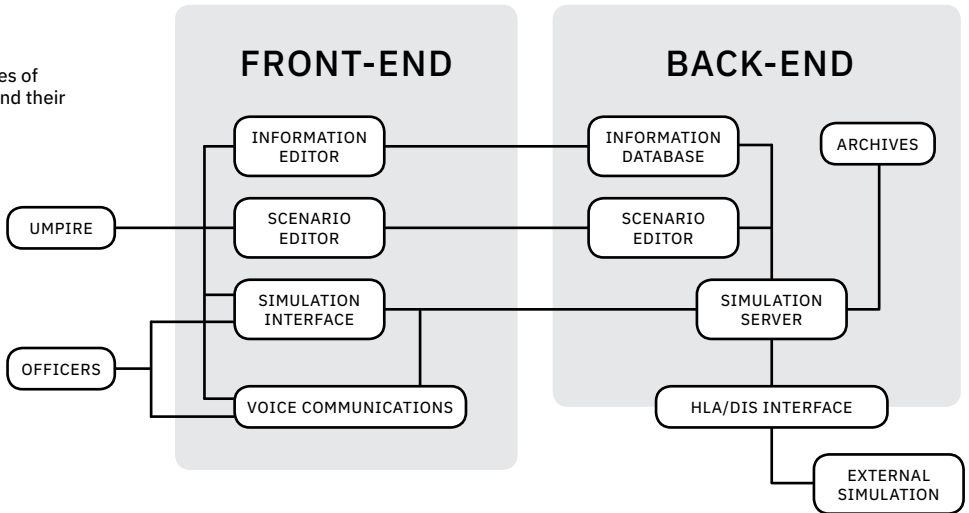 es of
nd their
FRONT-END
BACK-END
INFORMATION
EDITOR
INFORMATION
DATABASE
ARCHIVES
UMPIRE
SCENARIO
EDITOR
SCENARIO
EDITOR
SIMULATION
INTERFACE
SIMULATION
SERVER
OFFICERS
VOICE COMMUNICATIONS
HLA/DIS INTERFACE
EXTERNAL
SIMULATION